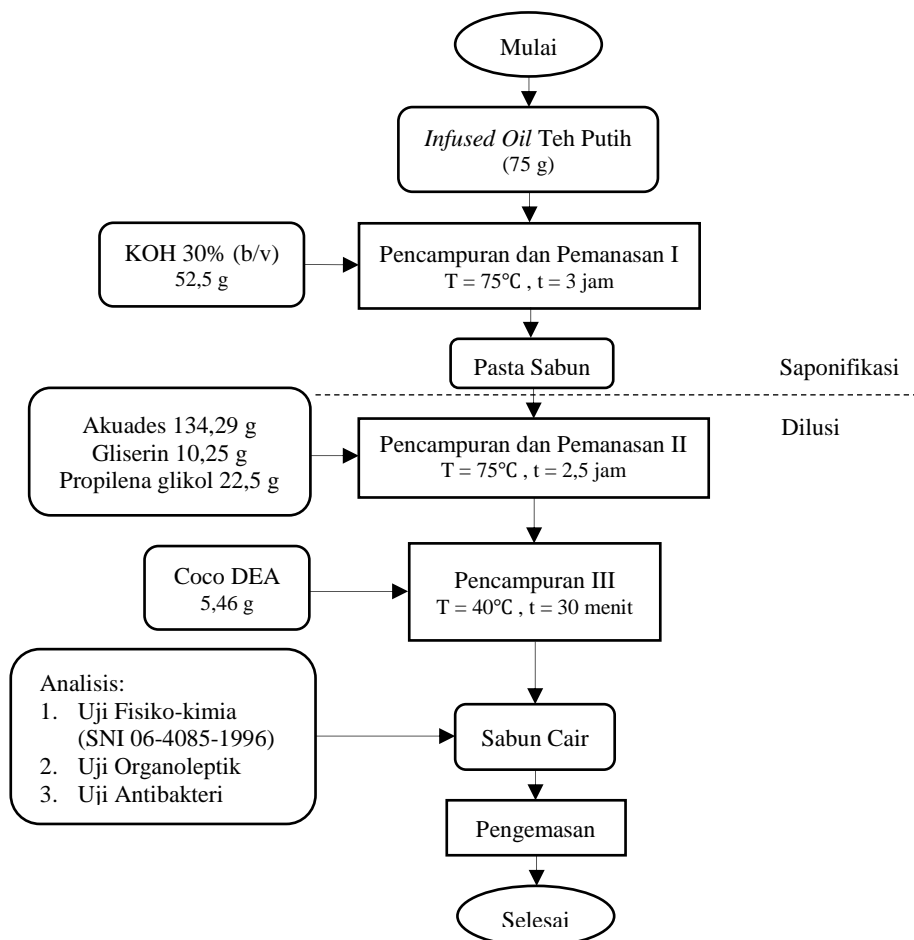 Mulai
Infused Oil Teh Putih
(75 g)
KOH 30% (b/v)
52,5 g
Pencampuran dan Pemanasan I
T = 75℃ , t = 3 jam
Pasta Sabun
Saponifikasi
Dilusi
Akuades 134,29 g
Gliserin 10,25 g
Propilena glikol 22,5 g
Pencampuran dan Pemanasan II
T = 75℃ , t = 2,5 jam
Coco DEA
5,46 g
Pencampuran III
T = 40℃ , t = 30 menit
Analisis:
1. Uji Fisiko-kimia
(SNI 06-4085-1996)
2. Uji Organoleptik
3. Uji Antibakteri
Sabun Cair
Pengemasan
Selesai